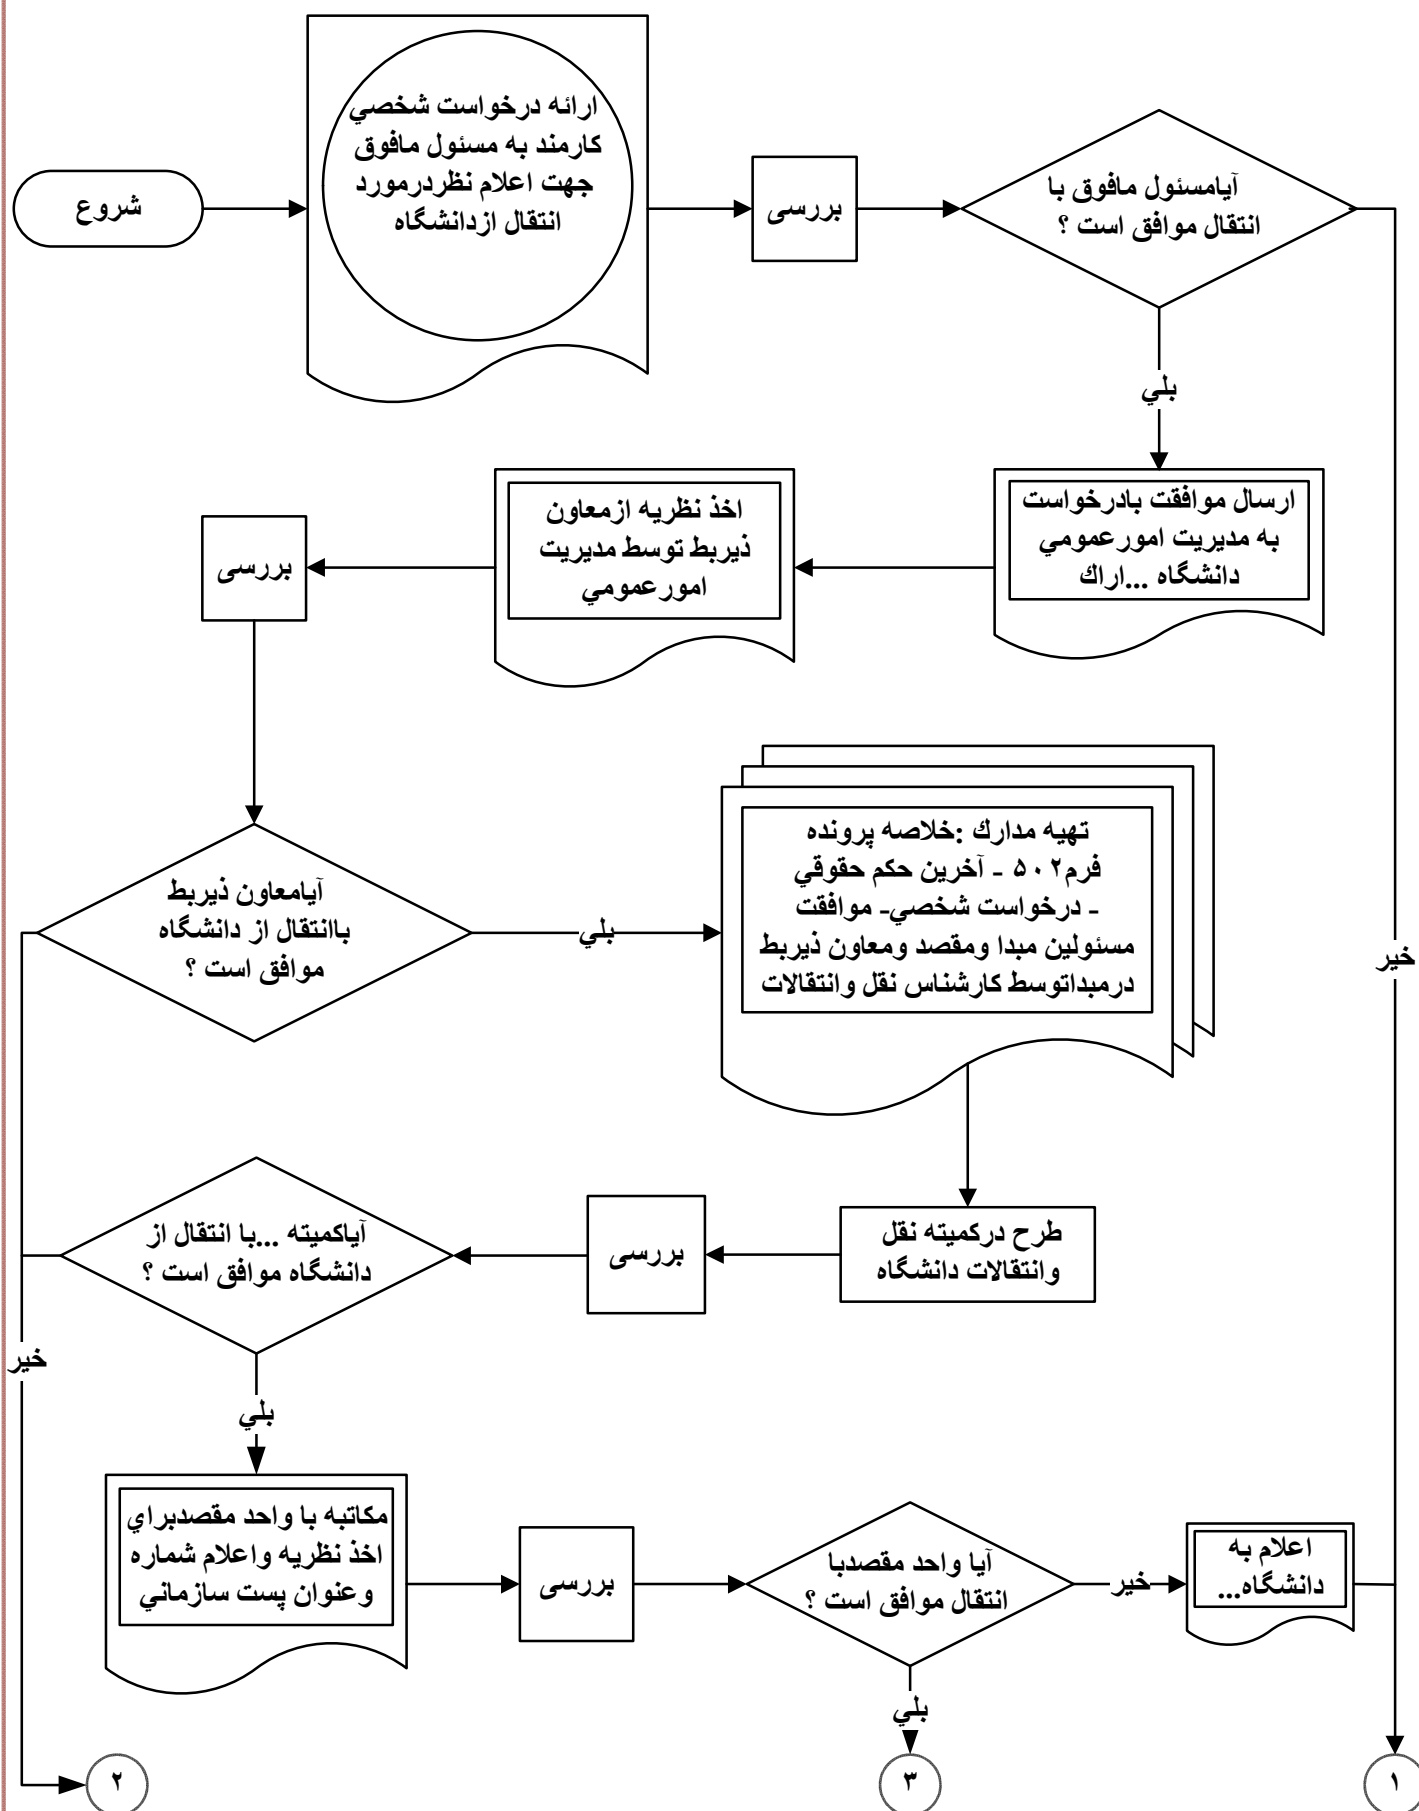 شروع
ارائه درخواست شخصي
كارمند به مسئول مافوق
جهت اعلام نظردرمورد
انتقال ازدانشگاه
بررسی
آيامسئول مافوق با
انتقال موافق است ؟
خير
بلي
ارسال موافقت بادرخواست
به مديريت امورعمومي
دانشگاه ...اراك
اخذ نظريه ازمعاون
ذيربط توسط مديريت
امورعمومي
بررسی
آيامعاون ذيربط
باانتقال از دانشگاه
موافق است ؟
بلي
تهيه مدارك :خلاصه پرونده
فرم۵۰۲ - آخرين حكم حقوقي
- درخواست شخصي- موافقت
مسئولين مبدا ومقصد ومعاون ذيربط
درمبداتوسط كارشناس نقل وانتقالات
طرح دركميته نقل
وانتقالات دانشگاه
بررسی
آياكميته ...با انتقال از
دانشگاه موافق است ؟
خير
بلي
مكاتبه با واحد مقصدبراي
اخذ نظريه واعلام شماره
وعنوان پست سازماني
بررسی
آيا واحد مقصدبا
انتقال موافق است ؟
خير
اعلام به
دانشگاه...
بلي
۲
۳
۱